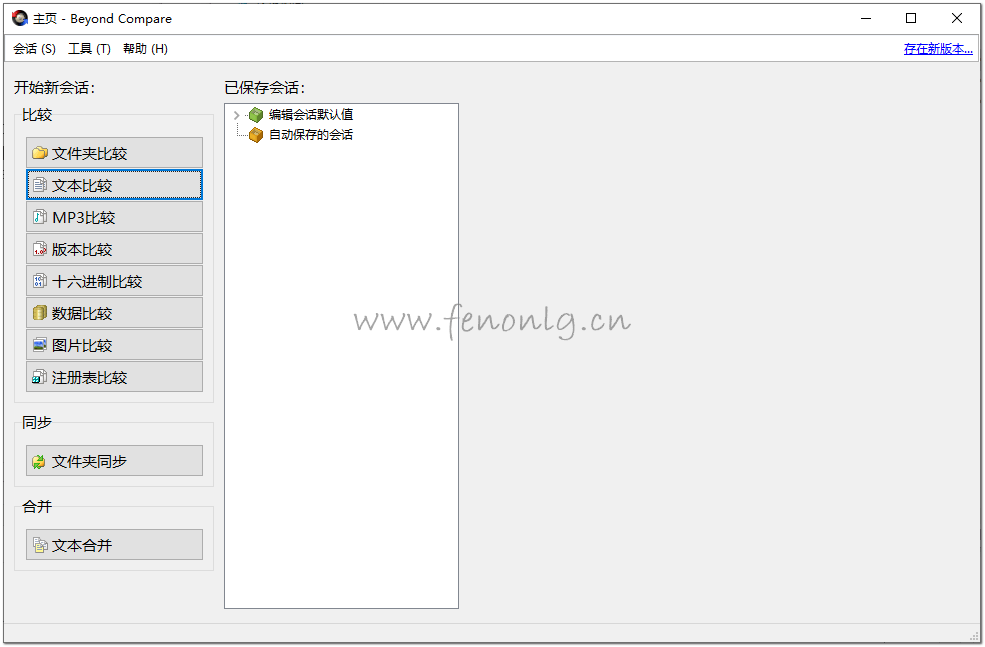 主页 - Beyond Compare
会话 (S) 工具 (T) 帮助 (H) 存在新版本...
开始新会话:
比较
文件夹比较
文本比较
MP3比较
版本比较
十六进制比较
数据比较
图片比较
注册表比较
同步
文件夹同步
合并
文本合并
已保存会话:
编辑会话默认值
自动保存的会话
www.fenonlg.cn